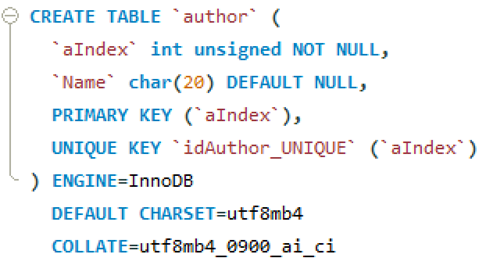 CREATE TABLE `author` (
`aIndex` int unsigned NOT NULL,
`Name` char(20) DEFAULT NULL,
PRIMARY KEY (`aIndex`),
UNIQUE KEY `idAuthor_UNIQUE` (`aIndex`)
) ENGINE=InnoDB
DEFAULT CHARSET=utf8mb4
COLLATE=utf8mb4_0900_ai_ci